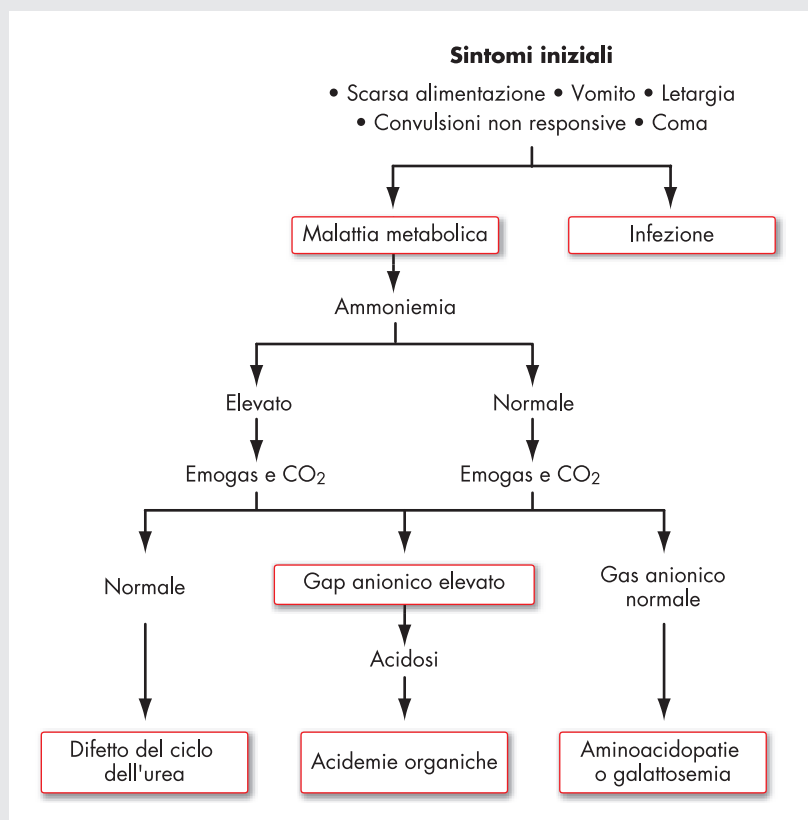 Sintomi iniziali
• Scarsa alimentazione • Vomito • Letargia
• Convulsioni non responsive • Coma
Malattia metabolica
Infezione
Ammoniemia
Elevato
Normale
Emogas e CO2
Emogas e CO2
Normale
Gap anionico elevato
Gas anionico
normale
Acidosi
Difetto del ciclo
dell'urea
Acidemie organiche
Aminoacidopatie
o galattosemia